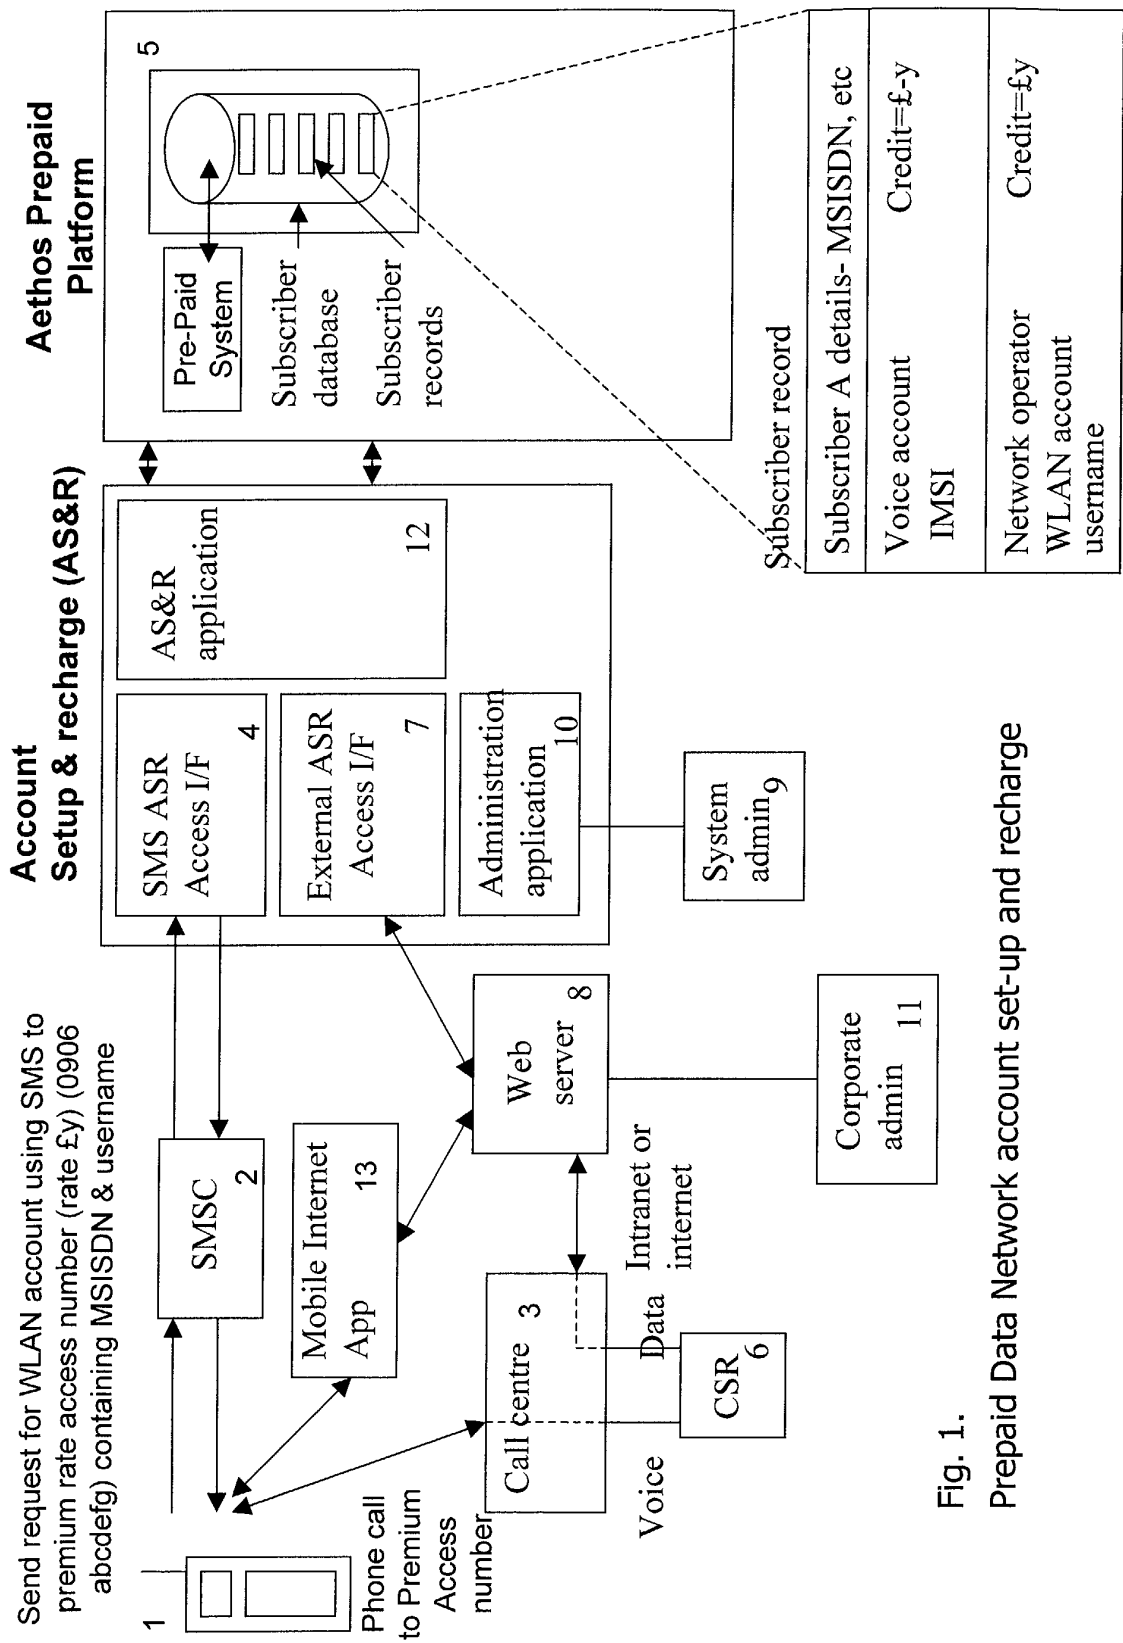 Send request for WLAN account using SMS to
premium rate access number (rate £y) (0906
abcdefg) containing MSISDN & username
Account
Setup & recharge (AS&R)
Aethos Prepaid
Platform
1
Phone call
to Premium
Access
number
SMSC
2
Mobile Internet
App
13
Call centre
3
Voice
Data
CSR
6
Intranet or
internet
Web
server
8
Corporate
admin
11
SMS ASR
Access I/F
4
External ASR
Access I/F
7
Administration
application
10
System
admin
9
AS&R
application
12
Pre-Paid
System
5
Subscriber
database
Subscriber
records
Subscriber record
Subscriber A details- MSISDN, etc
Voice account Credit=£-y
IMSI
Network operator Credit=£y
WLAN account
username
Fig. 1.
Prepaid Data Network account set-up and recharge